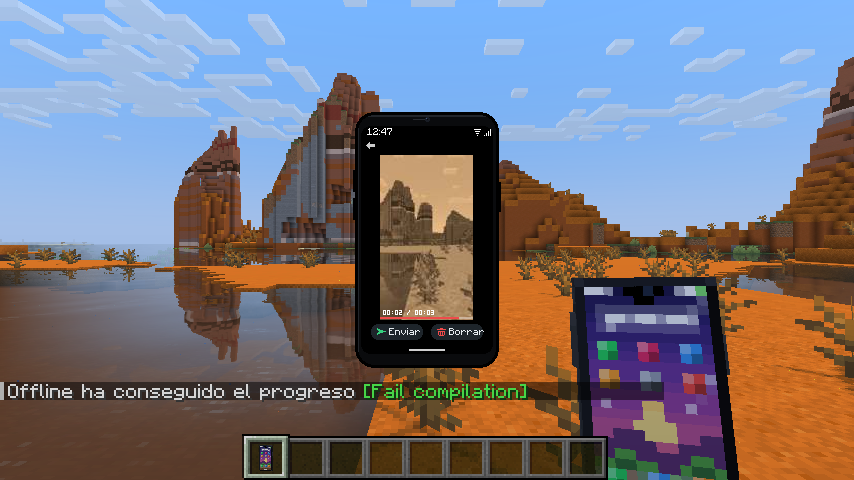 12:47
00:02 / 00:03
Enviar
Borrar
Offline ha conseguido el progreso [Fail compilation]